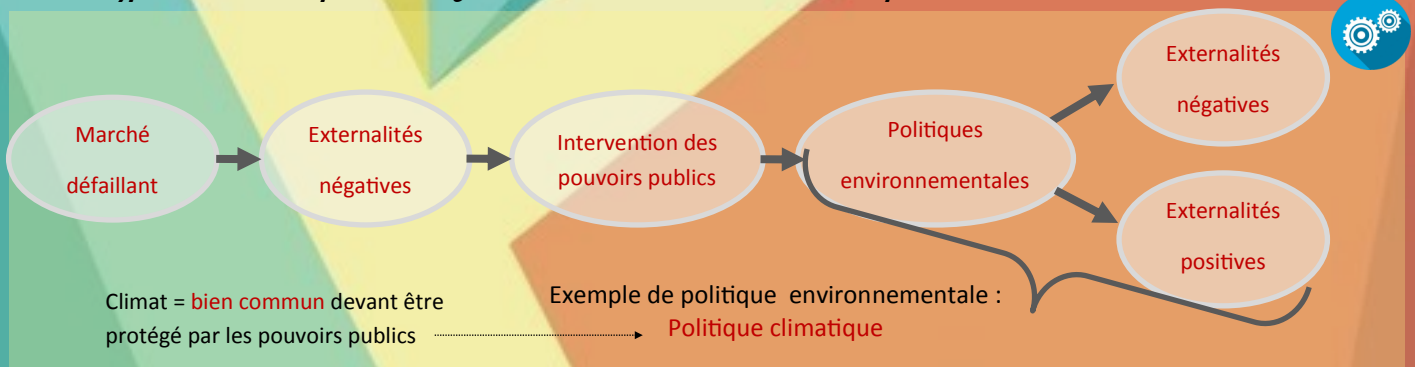 Marché
défaillant
Externalités
négatives
Intervention des
pouvoirs publics
Politiques
environnementales
Externalités
négatives
Externalités
positives
Climat = bien commun devant être
protégé par les pouvoirs publics
Exemple de politique  environnementale :
Politique climatique